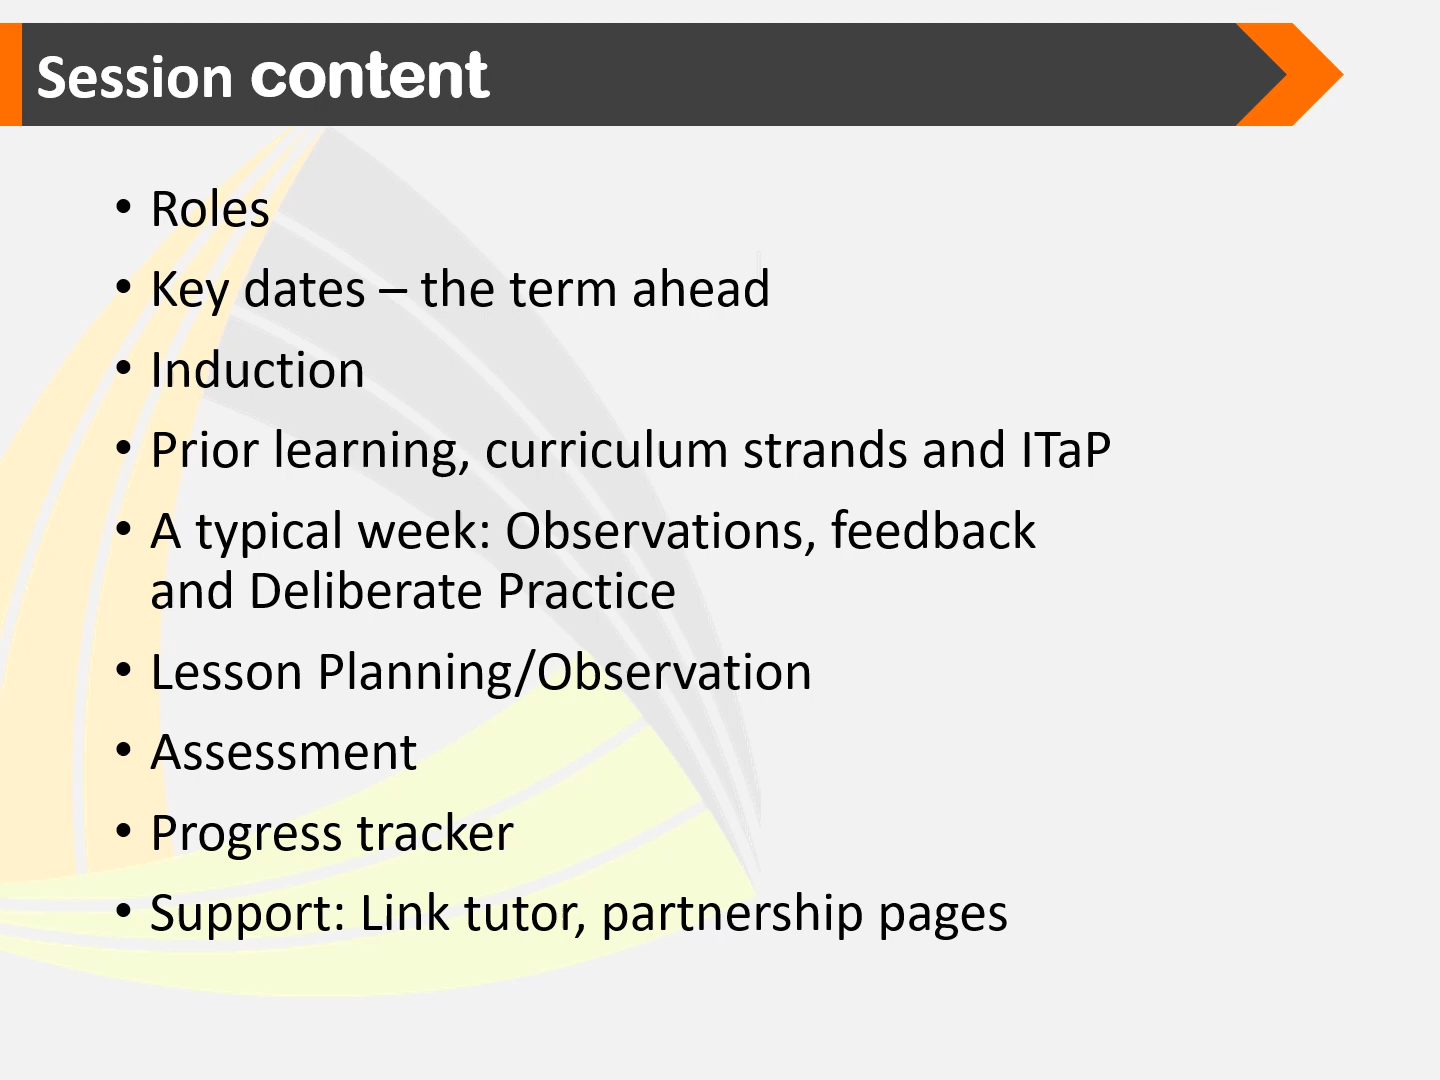 Session content
• Roles
• Key dates – the term ahead
• Induction
• Prior learning, curriculum strands and ITaP
• A typical week: Observations, feedback
and Deliberate Practice
• Lesson Planning/Observation
• Assessment
• Progress tracker
• Support: Link tutor, partnership pages